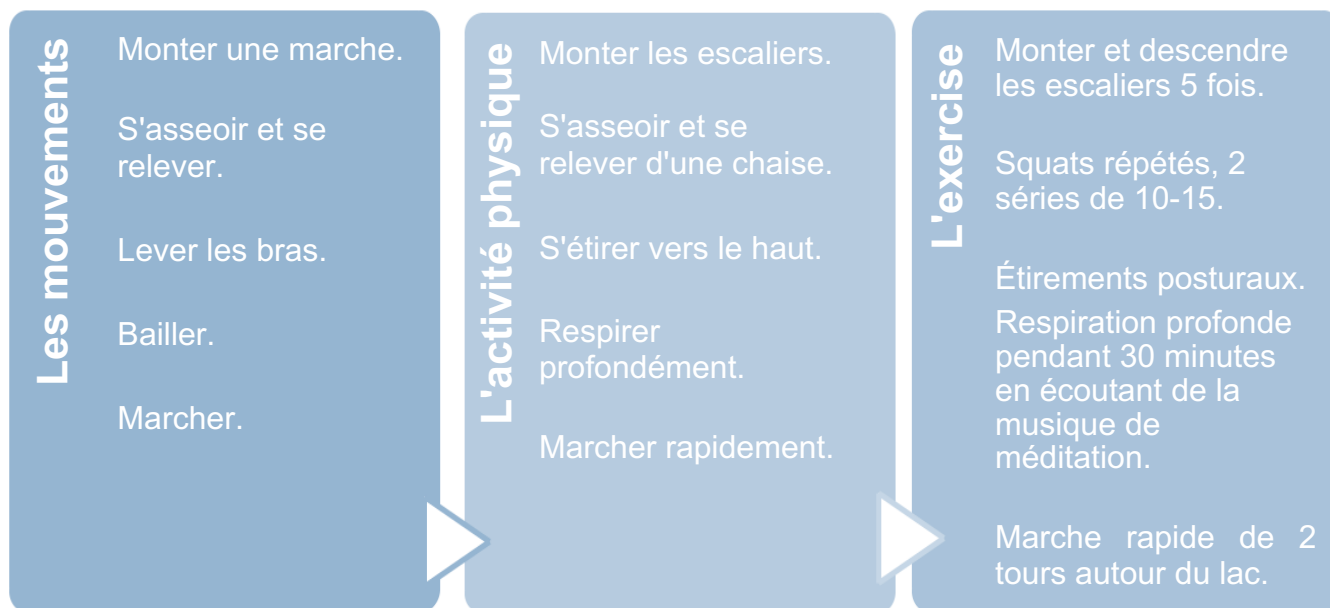 Les mouvements
Monter une marche.
S'asseoir et se
relever.
Lever les bras.
Bailler.
Marcher.
L'activité physique
Monter les escaliers.
S'asseoir et se
relever d'une chaise.
S'étirer vers le haut.
Respirer
profondément.
Marcher rapidement.
L'exercise
Monter et descendre
les escaliers 5 fois.
Squats répétés, 2
séries de 10-15.
Étirements posturaux.
Respiration profonde
pendant 30 minutes
en écoutant de la
musique de
méditation.
Marche rapide de 2
tours autour du lac.